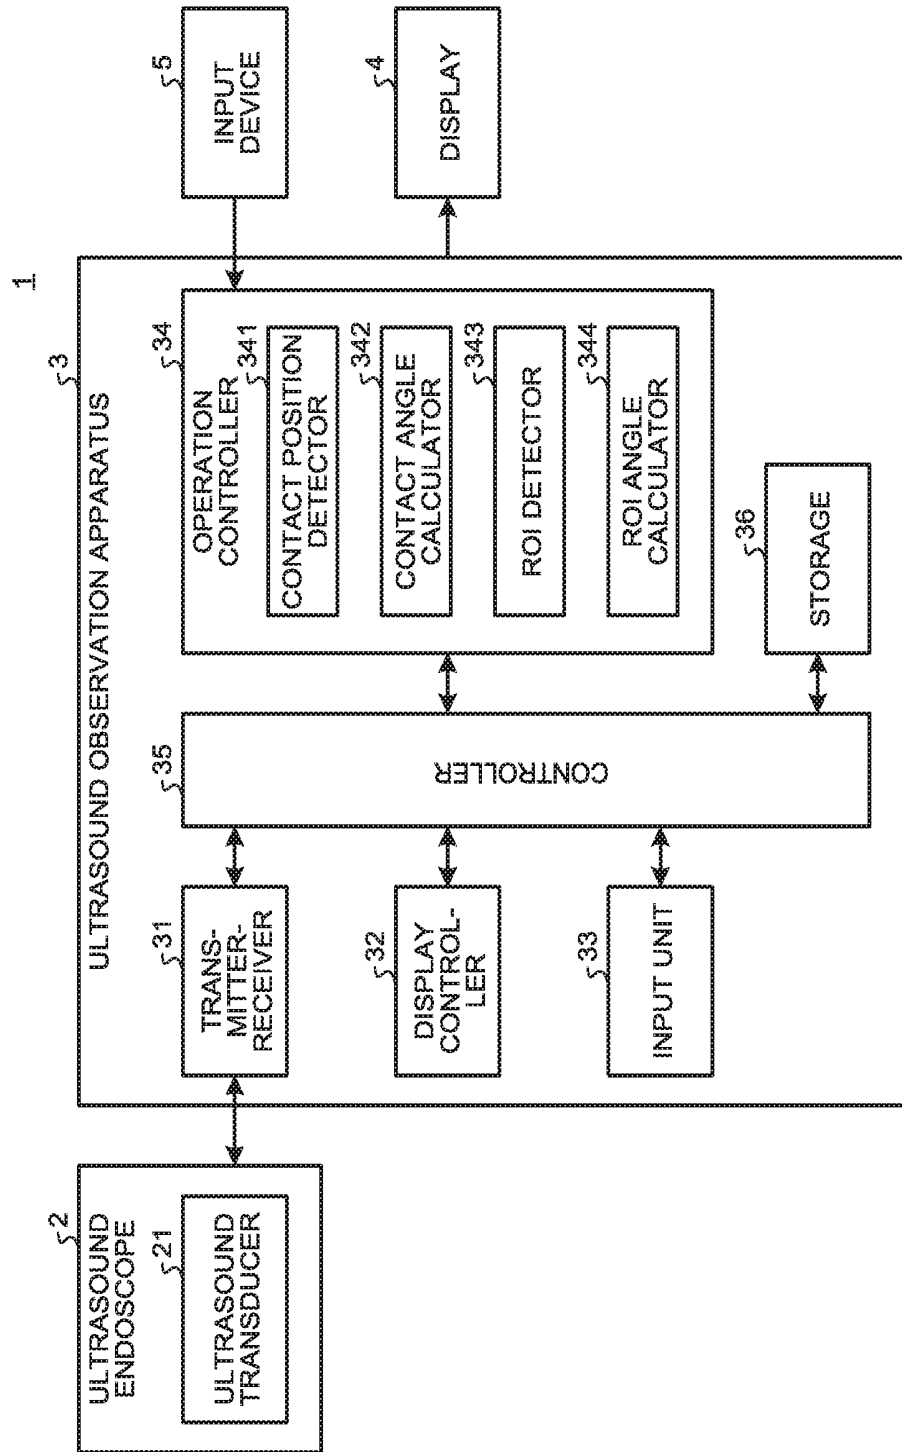 1
2
ULTRASOUND
ENDOSCOPE
21
ULTRASOUND
TRANSDUCER
3
ULTRASOUND OBSERVATION APPARATUS
31
TRANS-
MITTER-
RECEIVER
32
DISPLAY
CONTROL-
LER
33
INPUT UNIT
35
CONTROLLER
34
OPERATION
CONTROLLER
341
CONTACT POSITION
DETECTOR
342
CONTACT ANGLE
CALCULATOR
343
ROI DETECTOR
344
ROI ANGLE
CALCULATOR
36
STORAGE
5
INPUT
DEVICE
4
DISPLAY